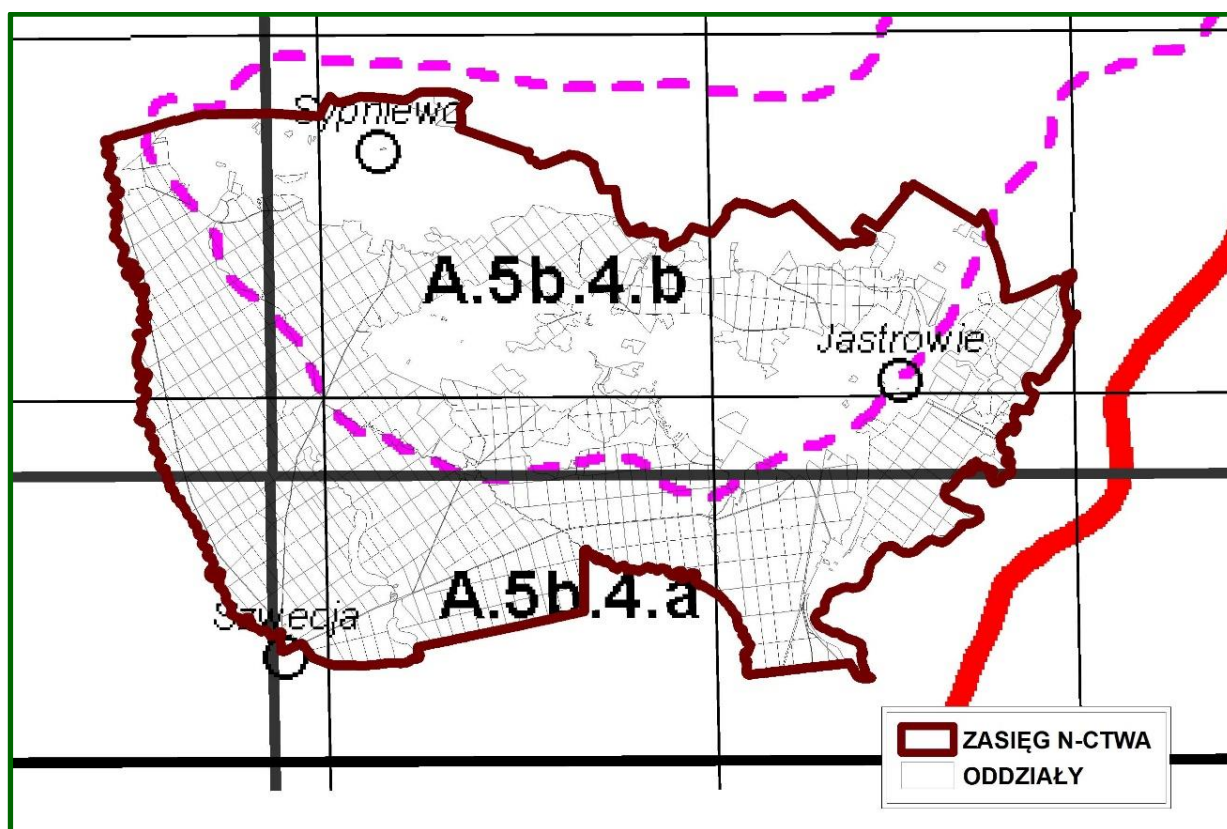 Sypniewo
A.5b.4.b
Jastrowie
A.5b.4.a
Szwecja
ZASIĘG N-CTWA
ODDZIAŁY